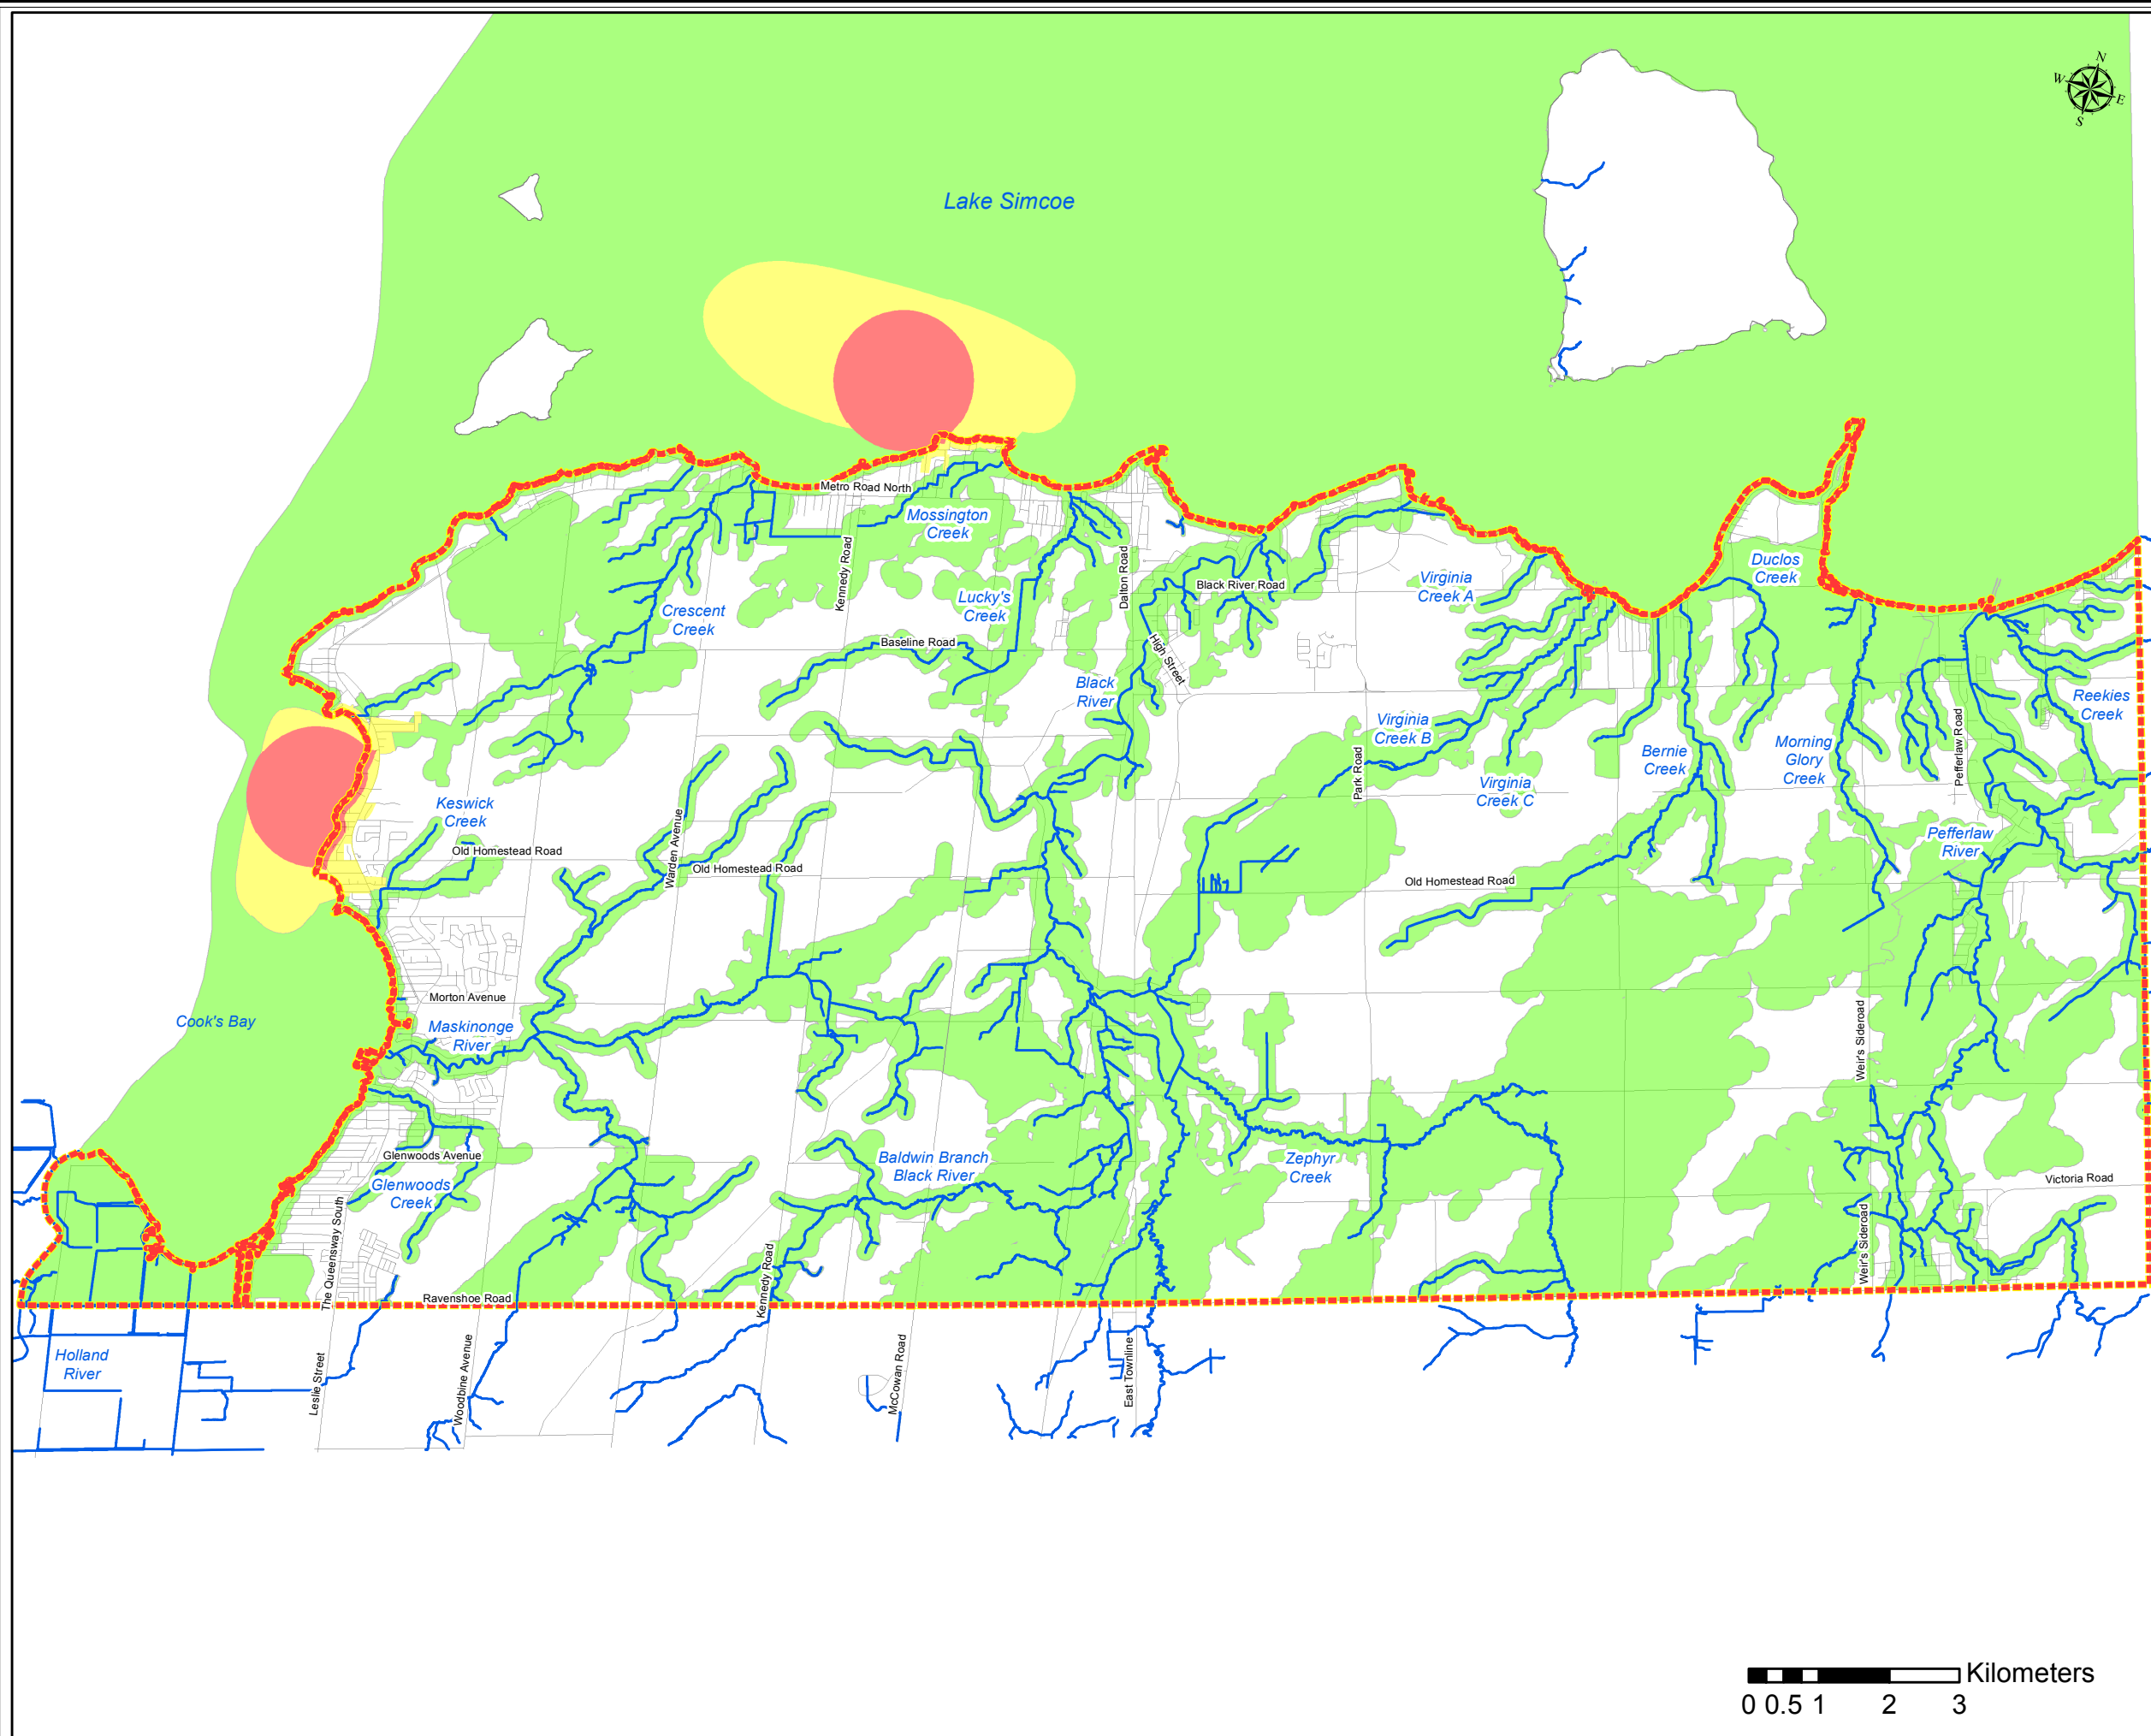 N
W
E
S
Lake Simcoe
Metro Road North
Mossington
Creek
Kennedy Road
Dalton Road
Duclos
Creek
Virginia
Creek A
Black River Road
Lucky's
Creek
Crescent
Creek
Baseline Road
High Street
Black
River
Reekies
Creek
Virginia
Creek B
Park Road
Bernie
Creek
Morning
Glory
Creek
Pefferlaw Road
Virginia
Creek C
Keswick
Creek
Warden Avenue
Pefferlaw
River
Old Homestead Road
Old Homestead Road
Old Homestead Road
Morton Avenue
Cook's Bay
Maskinonge
River
Weir's Sideroad
Glenwoods Avenue
Baldwin Branch
Black River
Zephyr
Creek
Victoria Road
Glenwoods
Creek
The Queensway South
Weir's Sideroad
Kennedy Road
Ravenshoe Road
Holland
River
Leslie Street
Woodbine Avenue
McCowan Road
East Townline
Kilometers
0 0.5 1 2 3